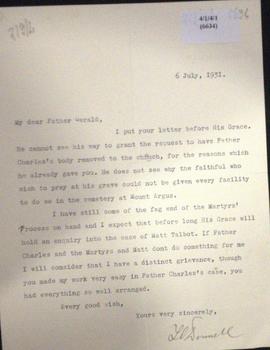 4/1/4/1
(6634)
6 July, 1931.
My dear Father Gerald,
I put your letter before His Grace.
He cannot see his way to grant the request to have Father
Charles's body removed to the church, for the reasons which
he already gave you. He does not see why the faithful who
wish to pray at his grave could not be given every facility
to do so in the cemetery at Mount Argus.
I have still some of the fag end of the Martyrs'
Process on hand and I expect that before long His Grace will
hold an enquiry into the case of Matt Talbot. If Father
Charles and the Martyrs and Matt dont do something for me
I will consider that I have a distinct grievance, though
you made my work very easy in Father Charles's case, you
had everything so well arranged.
Every good wish,
Yours very sincerely,